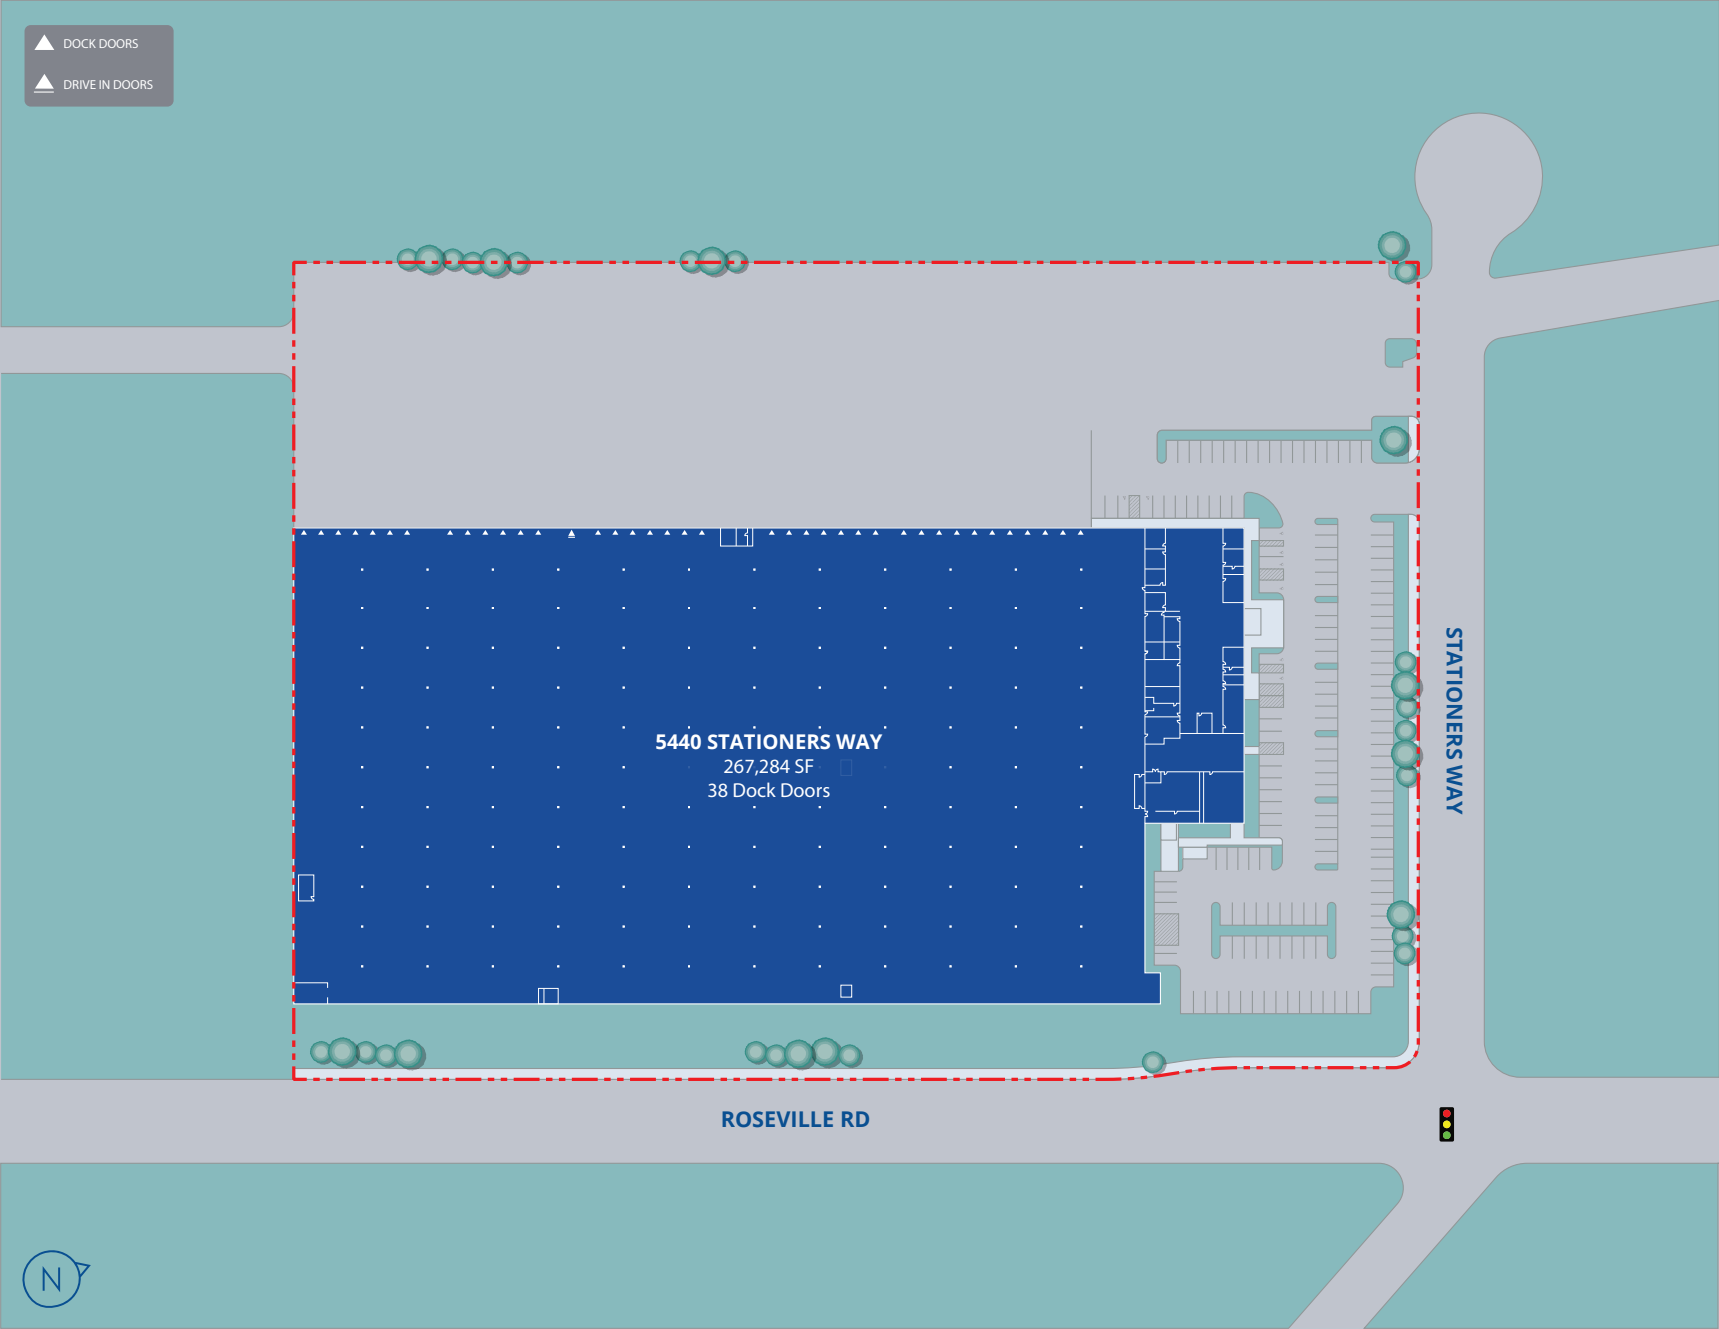 DOCK DOORS
DRIVE IN DOORS
5440 STATIONERS WAY
267,284 SF
38 Dock Doors
STATIONERS WAY
ROSEVILLE RD
N